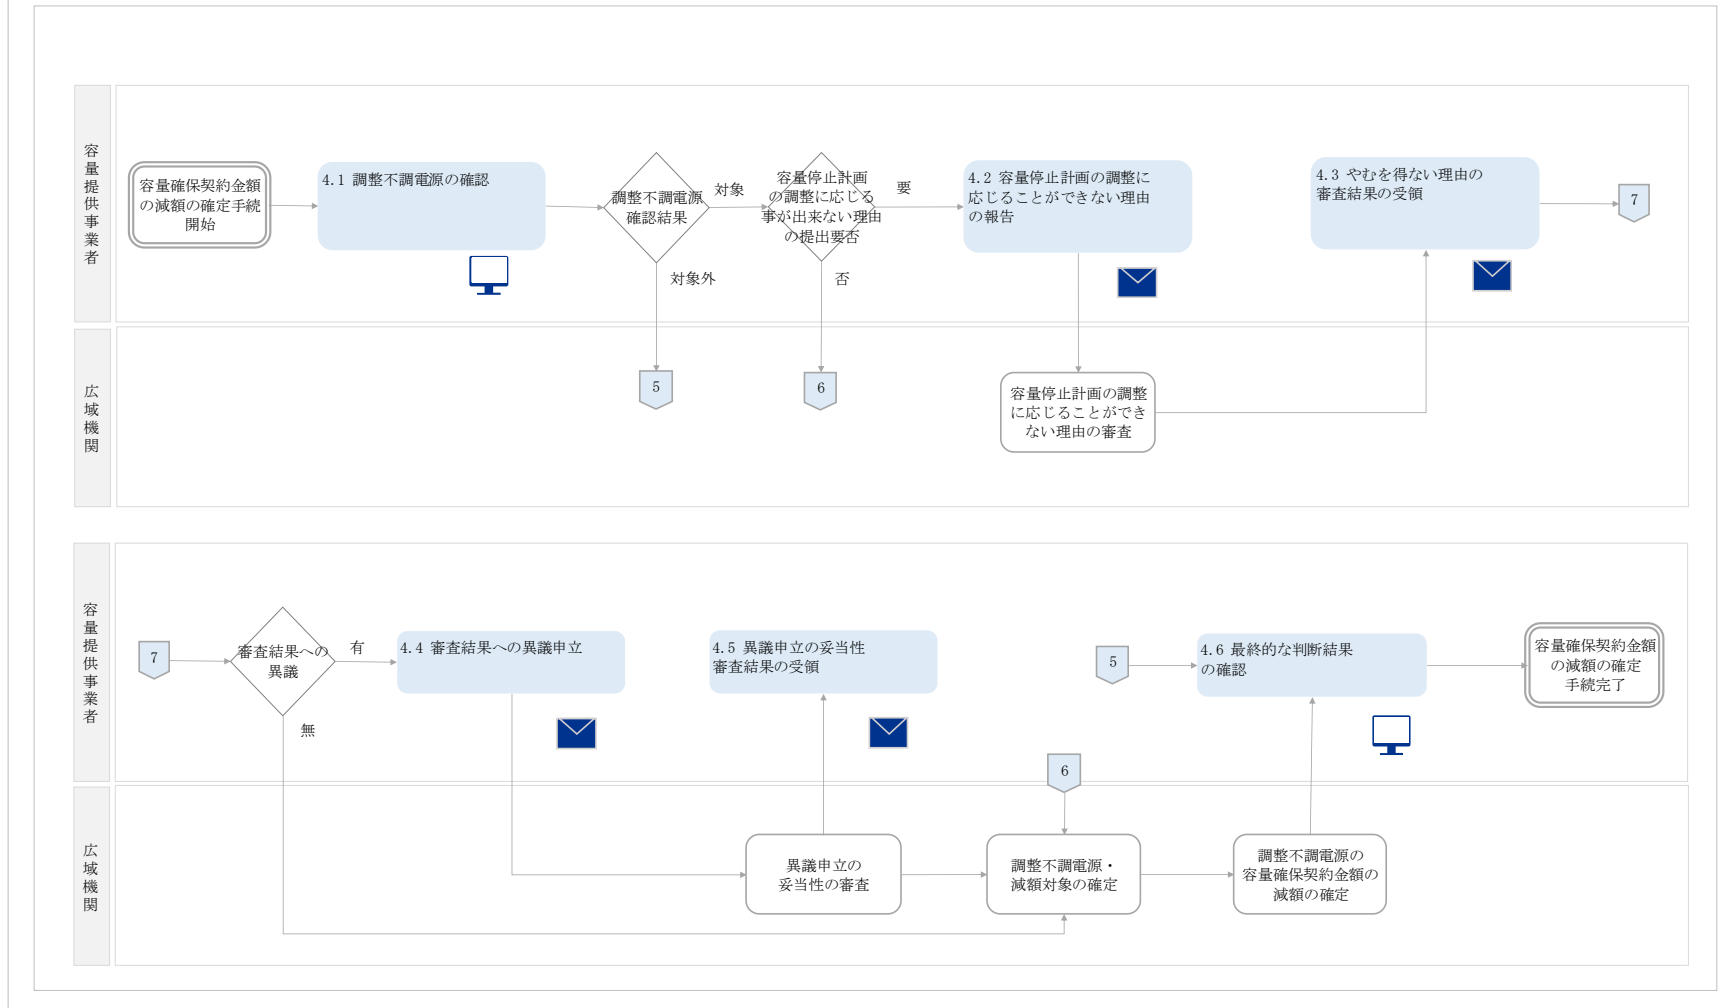 容量提供事業者
容量確保契約金額
の減額の確定手続
開始
4.1 調整不調電源の確認
調整不調電源
確認結果
対象
対象外
容量停止計画
の調整に応じる
事が出来ない理由
の提出要否
要
否
4.2 容量停止計画の調整に
応じることができない理由
の報告
4.3 やむを得ない理由の
審査結果の受領
7
広域機関
5
6
容量停止計画の調整
に応じることができ
ない理由の審査
容量提供事業者
7
審査結果への
異議
有
無
4.4 審査結果への異議申立
4.5 異議申立の妥当性
審査結果の受領
5
4.6 最終的な判断結果
の確認
容量確保契約金額
の減額の確定
手続完了
6
広域機関
異議申立の
妥当性の審査
調整不調電源・
減額対象の確定
調整不調電源の
容量確保契約金額の
減額の確定